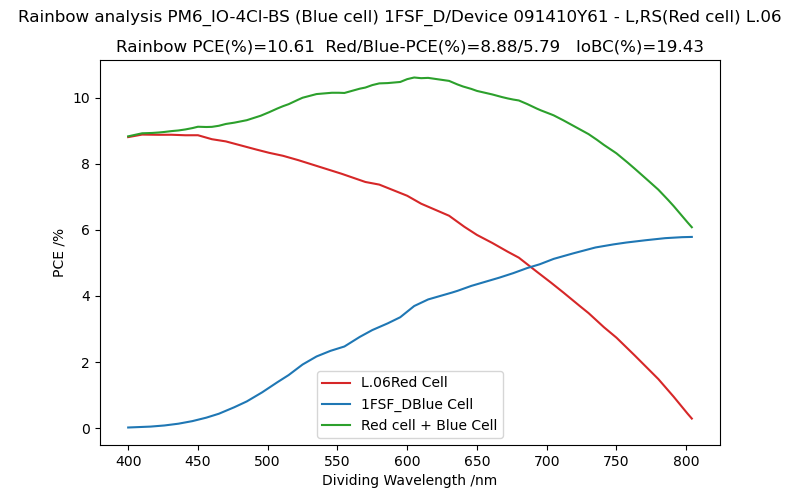 Rainbow analysis PM6_IO-4Cl-BS (Blue cell) 1FSF_D/Device 091410Y61 - L,RS(Red cell) L.06
Rainbow PCE(%)=10.61  Red/Blue-PCE(%)=8.88/5.79   IoBC(%)=19.43
PCE /%
10
8
6
4
2
0
L.06Red Cell
1FSF_DBlue Cell
Red cell + Blue Cell
400 450 500 550 600 650 700 750 800
Dividing Wavelength /nm